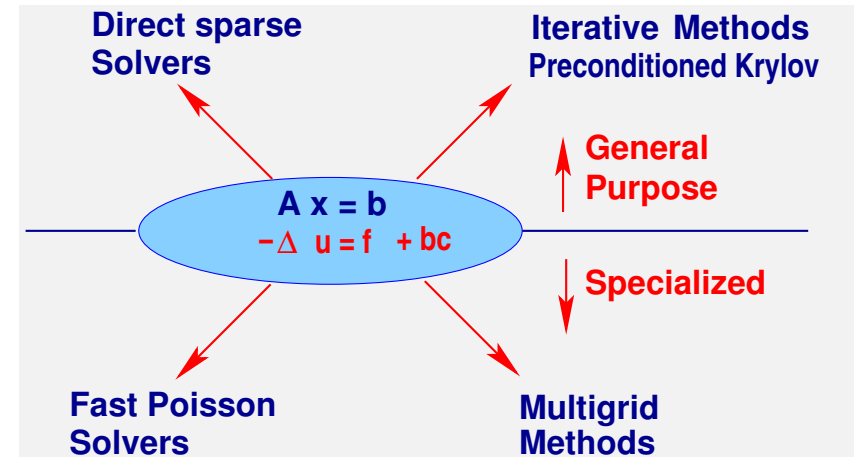 Direct sparse
Solvers
Iterative Methods
Preconditioned Krylov
General
Purpose
A x = b
−Δ u = f + bc
Specialized
Fast Poisson
Solvers
Multigrid
Methods